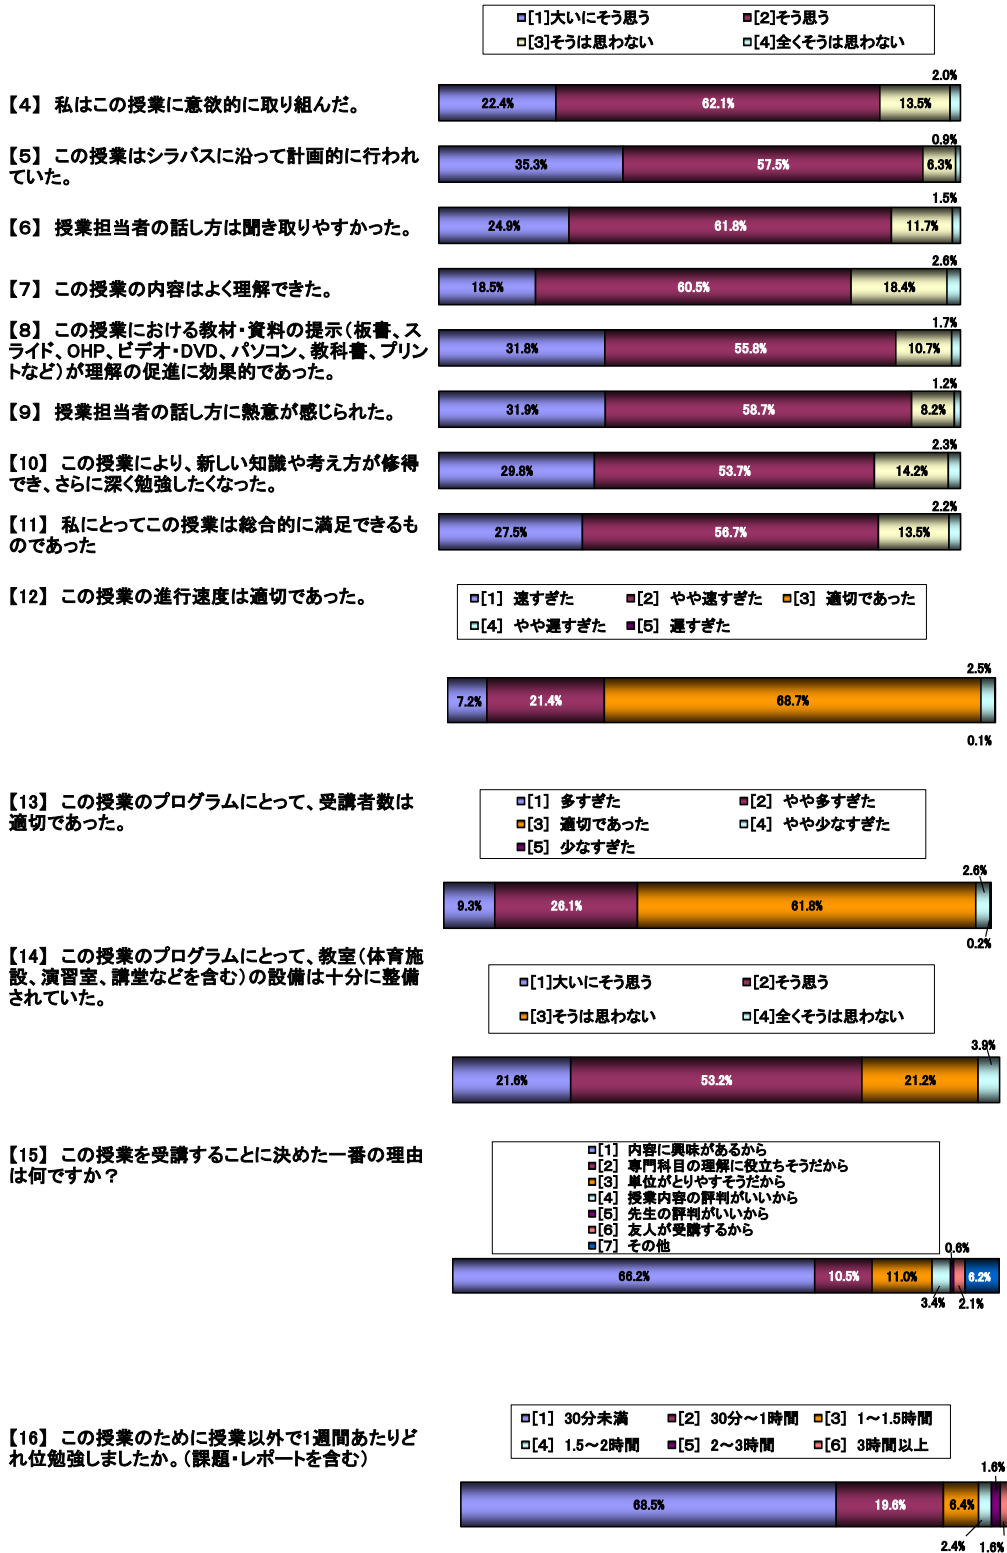 [1]大いにそう思う [2]そう思う
[3]そうは思わない [4]全くそうは思わない
2.0%
【4】 私はこの授業に意欲的に取り組んだ。
22.4% 62.1% 13.5%
0.9%
【5】 この授業はシラバスに沿って計画的に行われ
ていた。
35.3% 57.5% 6.3%
1.5%
【6】 授業担当者の話し方は聞き取りやすかった。
24.9% 61.8% 11.7%
2.6%
【7】 この授業の内容はよく理解できた。
18.5% 60.5% 18.4%
1.7%
【8】 この授業における教材・資料の提示(板書、ス
ライド、OHP、ビデオ・DVD、パソコン、教科書、プリン
トなど)が理解の促進に効果的であった。
31.8% 55.8% 10.7%
1.2%
【9】 授業担当者の話し方に熱意が感じられた。
31.9% 58.7% 8.2%
2.3%
【10】 この授業により、新しい知識や考え方が修得
でき、さらに深く勉強したくなった。
29.8% 53.7% 14.2%
2.2%
【11】 私にとってこの授業は総合的に満足できるも
のであった
27.5% 56.7% 13.5%
【12】 この授業の進行速度は適切であった。
[1] 速すぎた [2] やや速すぎた [3] 適切であった
[4] やや遅すぎた [5] 遅すぎた
2.5%
7.2% 21.4% 68.7%
0.1%
【13】 この授業のプログラムにとって、受講者数は
適切であった。
[1] 多すぎた [2] やや多すぎた
[3] 適切であった [4] やや少なすぎた
[5] 少なすぎた
2.6%
9.3% 26.1% 61.8%
0.2%
【14】 この授業のプログラムにとって、教室(体育施
設、演習室、講堂などを含む)の設備は十分に整備
されていた。
[1]大いにそう思う [2]そう思う
[3]そうは思わない [4]全くそうは思わない
3.9%
21.6% 53.2% 21.2%
【15】 この授業を受講することに決めた一番の理由
は何ですか？
[1] 内容に興味があるから
[2] 専門科目の理解に役立ちそうだから
[3] 単位がとりやすそうだから
[4] 授業内容の評判がいいから
[5] 先生の評判がいいから
[6] 友人が受講するから
[7] その他
0.6%
66.2% 10.5% 11.0% 6.2%
3.4% 2.1%
【16】 この授業のために授業以外で1週間あたりど
れ位勉強しましたか。(課題・レポートを含む)
[1] 30分未満 [2] 30分～1時間 [3] 1～1.5時間
[4] 1.5～2時間 [5] 2～3時間 [6] 3時間以上
1.6%
68.5% 19.6% 6.4%
2.4% 1.6%